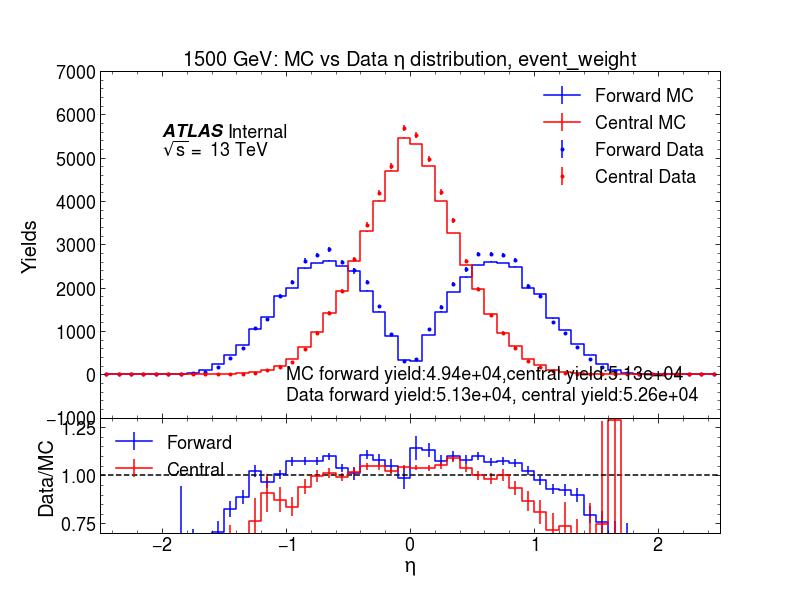 1500 GeV: MC vs Data η distribution, event_weight
7000
6000
5000
4000
3000
2000
1000
0
−1000
Yields
ATLAS Internal
√s = 13 TeV
Forward MC
Central MC
Forward Data
Central Data
MC forward yield:4.94e+04,central yield:5.13e+04
Data forward yield:5.13e+04, central yield:5.26e+04
1.25
1.00
0.75
Data/MC
Forward
Central
−2 −1 0 1 2
η